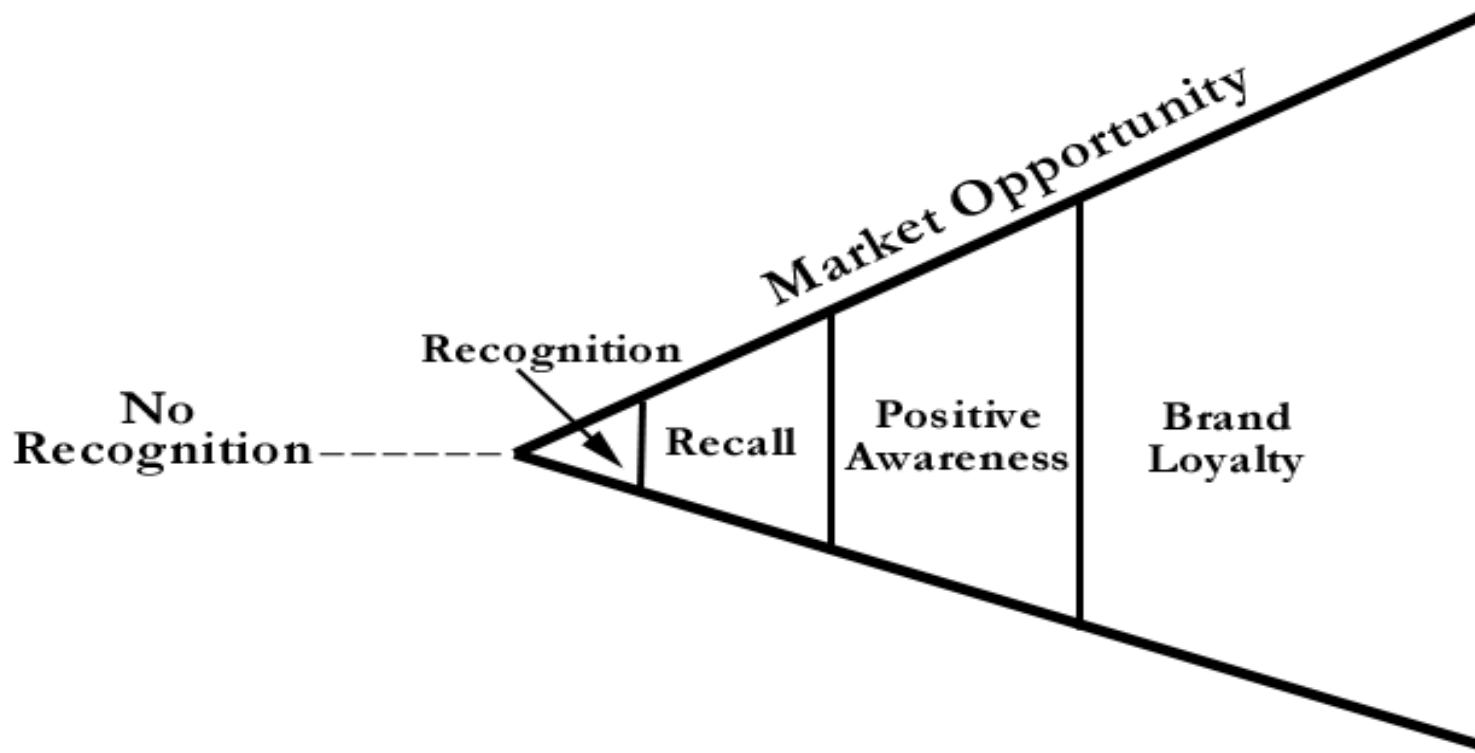 Market Opportunity
Recognition
No
Recognition
Recall
Positive
Awareness
Brand
Loyalty